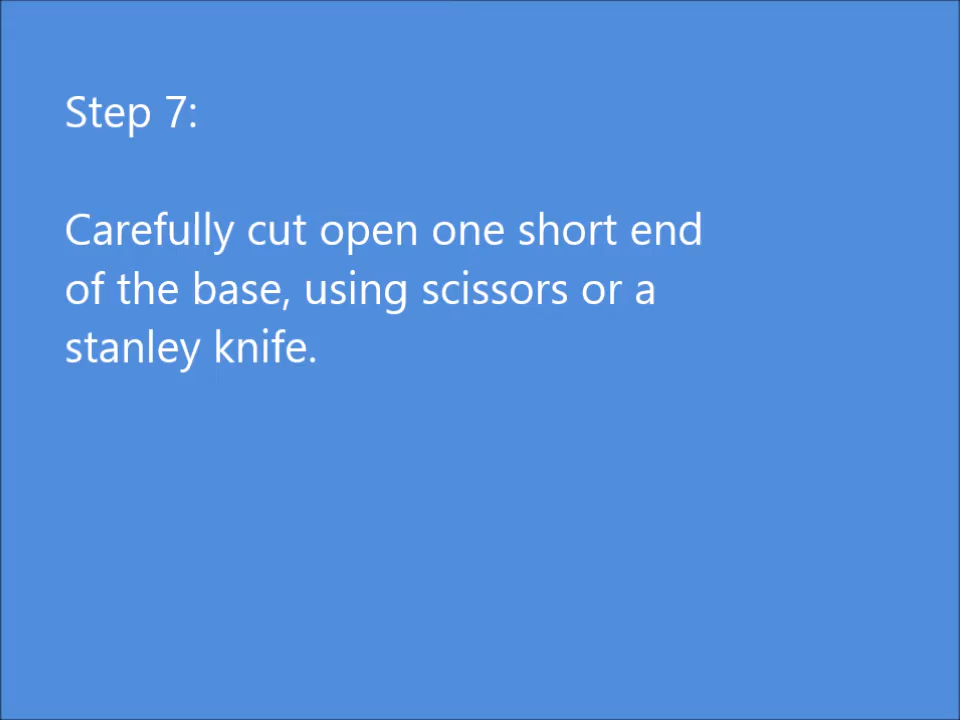 Step 7:
Carefully cut open one short end
of the base, using scissors or a
stanley knife.